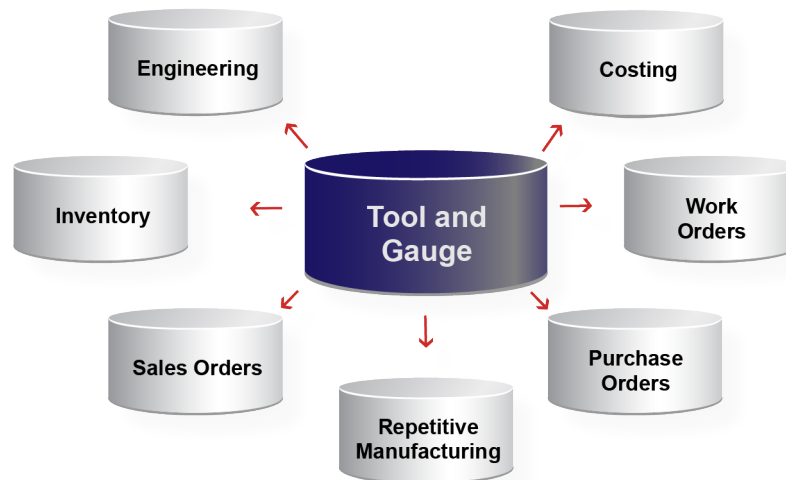 Engineering
Costing
Inventory
Tool and
Gauge
Work
Orders
Sales Orders
Purchase
Orders
Repetitive
Manufacturing